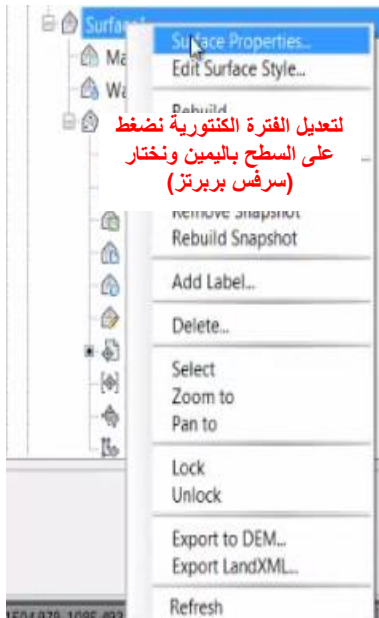 Surface
Surface Properties...
Ma
Edit Surface Style...
Wa
Rebuild
لتعديل الفترة الكنتورية نضغط
على السطح باليمين ونختار
(سرفس بربرتز)
Remove Snapshot
Rebuild Snapshot
Add Label...
Delete...
Select
Zoom to
Pan to
Lock
Unlock
Export to DEM...
Export LandXML...
Refresh